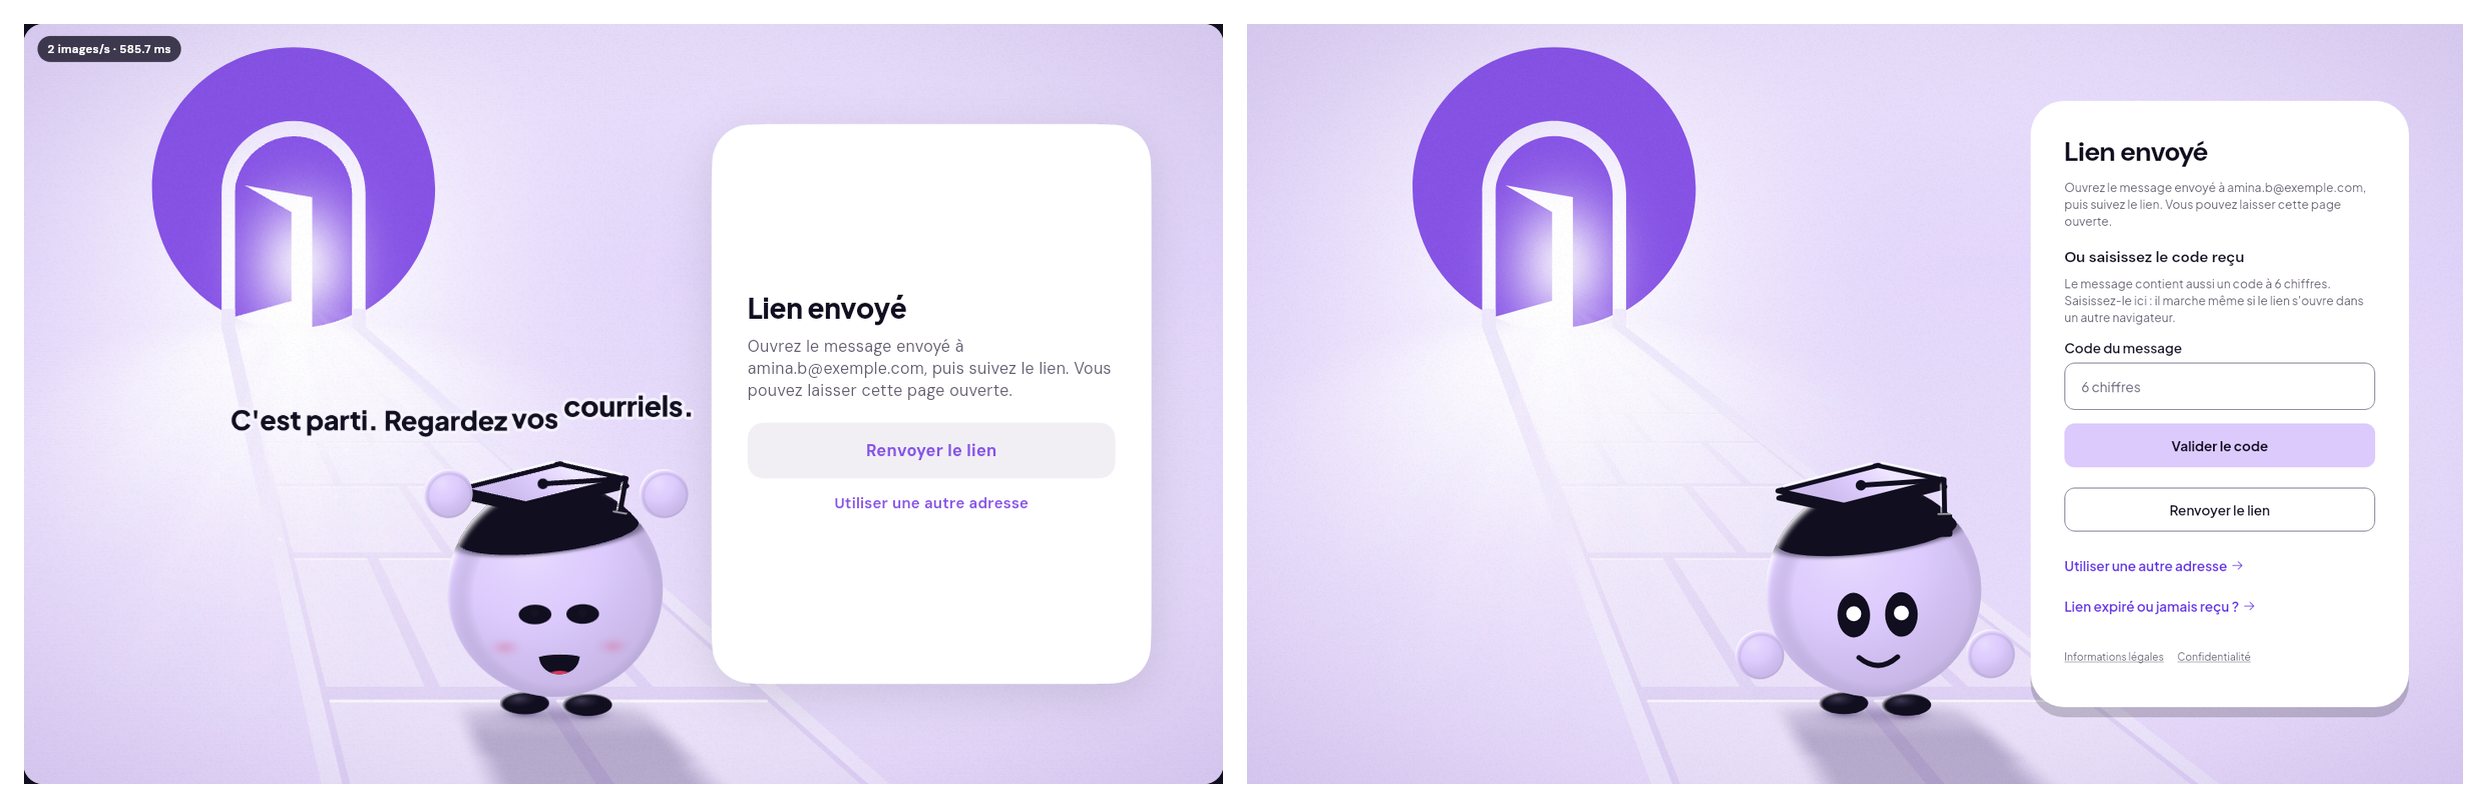 2 images/s · 585.7 ms
C'est parti. Regardez vos courriels.
Lien envoyé
Ouvrez le message envoyé à
amina.b@exemple.com, puis suivez le lien. Vous
pouvez laisser cette page ouverte.
Renvoyer le lien
Utiliser une autre adresse
Lien envoyé
Ouvrez le message envoyé à amina.b@exemple.com,
puis suivez le lien. Vous pouvez laisser cette page
ouverte.
Ou saisissez le code reçu
Le message contient aussi un code à 6 chiffres.
Saisissez-le ici : il marche même si le lien s'ouvre dans
un autre navigateur.
Code du message
6 chiffres
Valider le code
Renvoyer le lien
Utiliser une autre adresse →
Lien expiré ou jamais reçu ? →
Informations légales Confidentialité